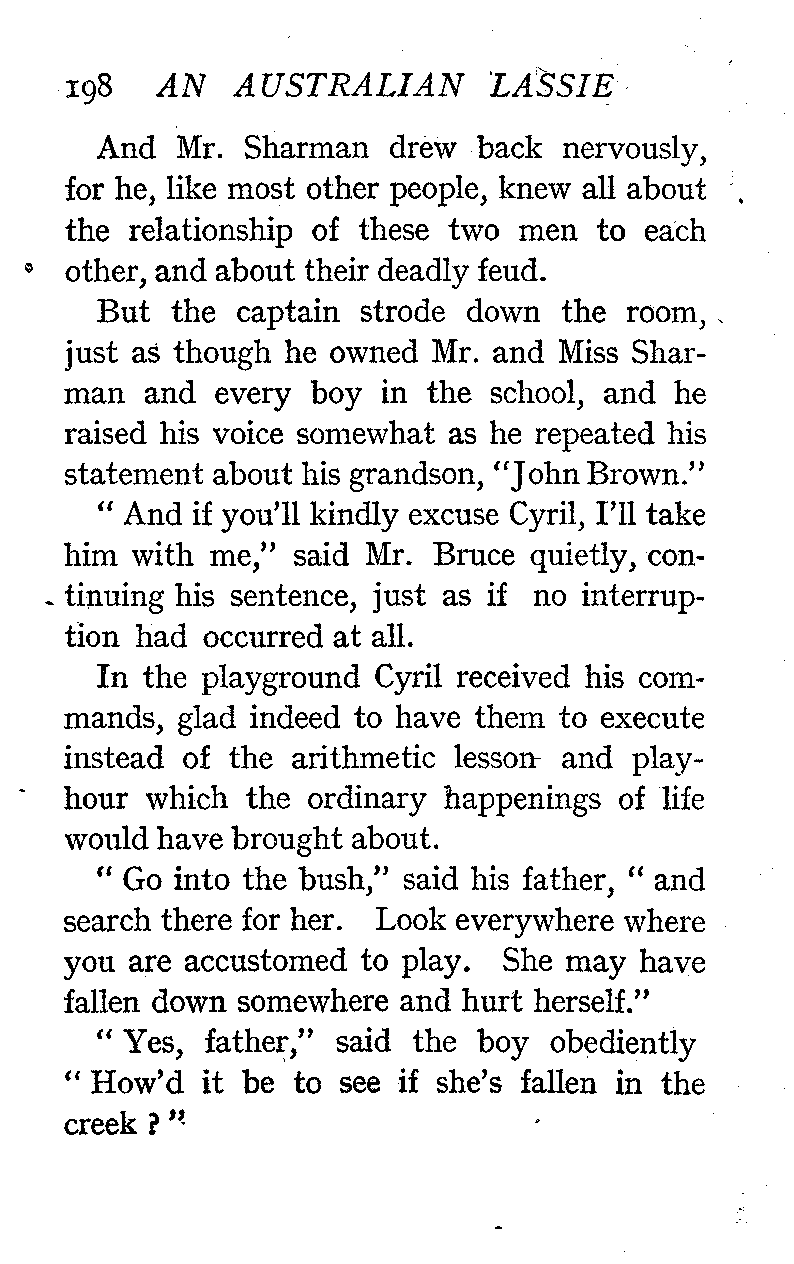 198 AN AUSTRALIAN LASSIE
And Mr. Sharman drew back nervously,
for he, like most other people, knew all about
the relationship of these two men to each
other, and about their deadly feud.
But the captain strode down the room,
just as though he owned Mr. and Miss Shar-
man and every boy in the school, and he
raised his voice somewhat as he repeated his
statement about his grandson, "John Brown."
" And if you'll kindly excuse Cyril, I'll take
him with me," said Mr. Bruce quietly, con-
tinuing his sentence, just as if no interrup-
tion had occurred at all.
In the playground Cyril received his com-
mands, glad indeed to have them to execute
instead of the arithmetic lesson and play-
hour which the ordinary happenings of life
would have brought about.
" Go into the bush," said his father, " and
search there for her. Look everywhere where
you are accustomed to play. She may have
fallen down somewhere and hurt herself."
" Yes, father," said the boy obediently
" How'd it be to see if she's fallen in the
creek ? "